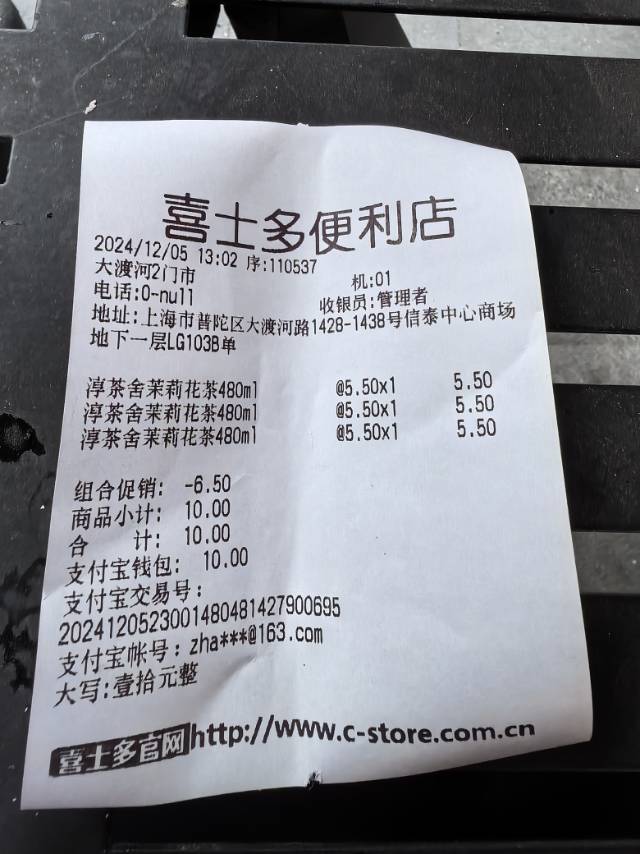 喜士多便利店
2024/12/05 13:02 序:110537
大渡河2门市 机:01
电话:0-null 收银员:管理者
地址:上海市普陀区大渡河路1428-1438号信泰中心商场
地下一层LG103B单
淳茶舍茉莉花茶480ml @5.50x1 5.50
淳茶舍茉莉花茶480ml @5.50x1 5.50
淳茶舍茉莉花茶480ml @5.50x1 5.50
组合促销: -6.50
商品小计: 10.00
合 计: 10.00
支付宝钱包: 10.00
支付宝交易号:
2024120523001480481427900695
支付宝帐号: zha***@163.com
大写:壹拾元整
喜士多官网http://www.c-store.com.cn